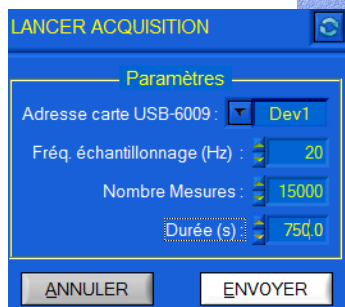 LANCER ACQUISITION
Paramètres
Adresse carte USB-6009 : Dev1
Fréq. échantillonnage (Hz) : 20
Nombre Mesures : 15000
Durée (s) : 750.0
ANNULER ENVOYER